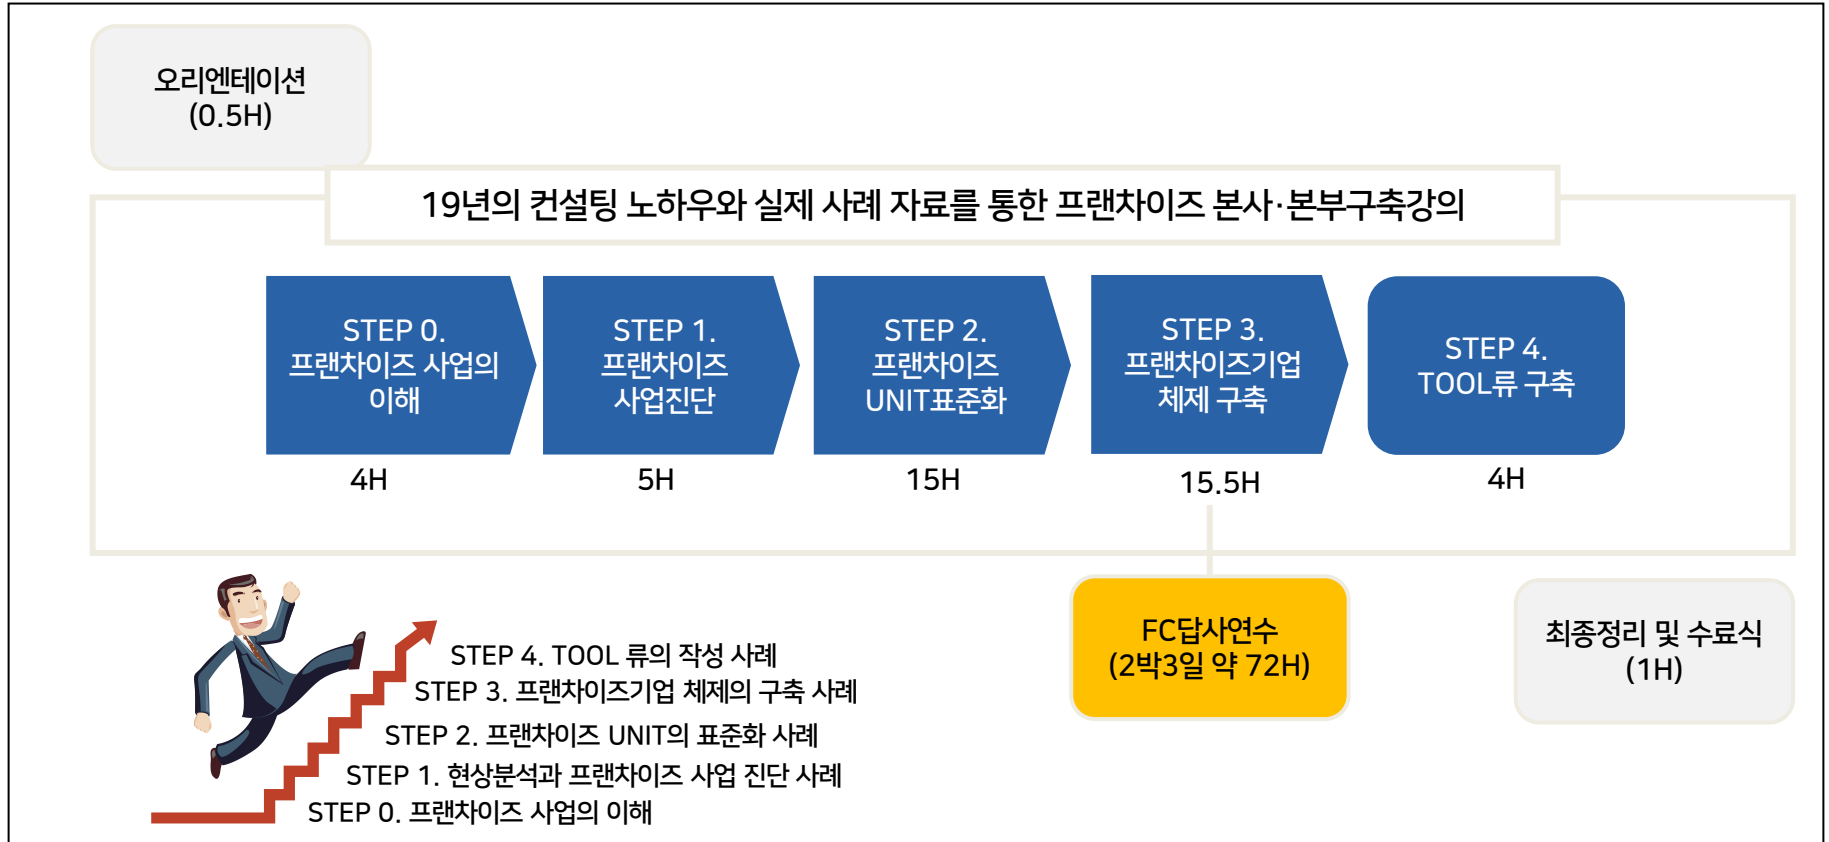 오리엔테이션
(0.5H)
19년의 컨설팅 노하우와 실제 사례 자료를 통한 프랜차이즈 본사·본부구축강의
STEP 0.
프랜차이즈 사업의
이해
4H
STEP 1.
프랜차이즈
사업진단
5H
STEP 2.
프랜차이즈
UNIT표준화
15H
STEP 3.
프랜차이즈기업
체제 구축
15.5H
STEP 4.
TOOL류 구축
4H
FC답사연수
(2박3일 약 72H)
최종정리 및 수료식
(1H)
STEP 4. TOOL 류의 작성 사례
STEP 3. 프랜차이즈기업 체제의 구축 사례
STEP 2. 프랜차이즈 UNIT의 표준화 사례
STEP 1. 현상분석과 프랜차이즈 사업 진단 사례
STEP 0. 프랜차이즈 사업의 이해